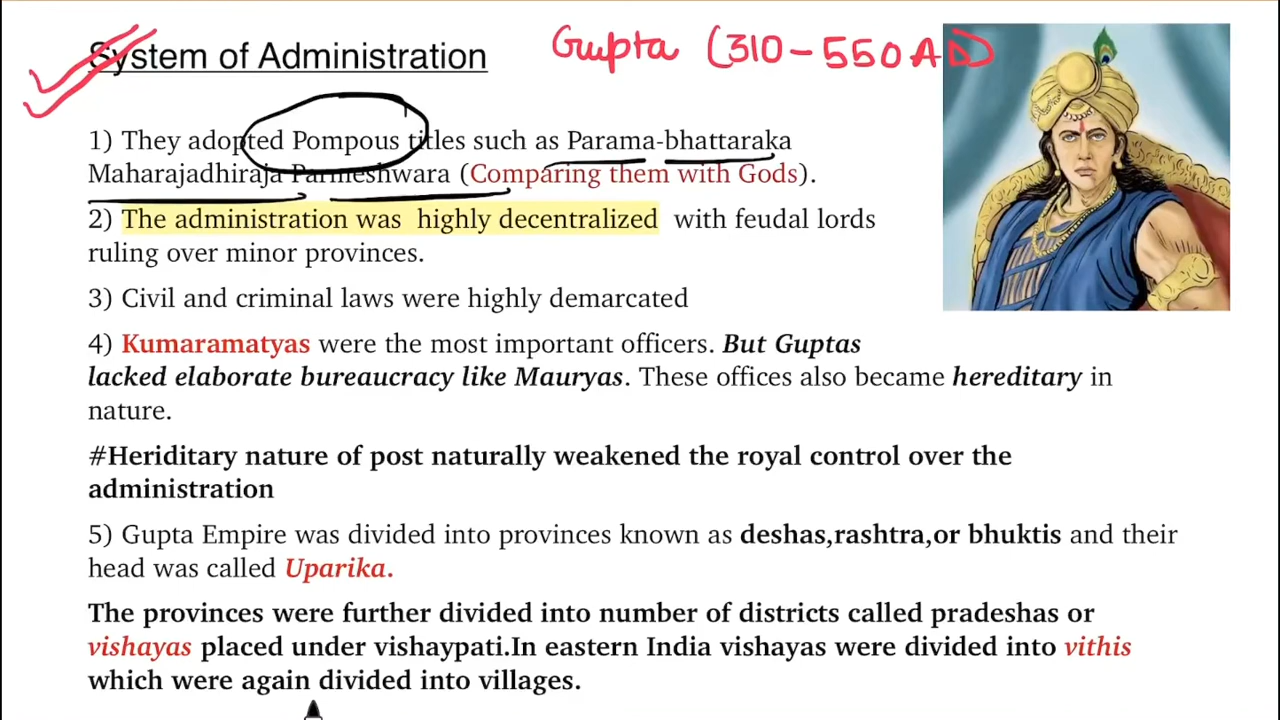 System of Administration
Gupta (310-550AD)
1) They adopted Pompous titles such as Parama-bhattaraka
Maharajadhiraja Parmeshwara (Comparing them with Gods).
2) The administration was highly decentralized with feudal lords
ruling over minor provinces.
3) Civil and criminal laws were highly demarcated
4) Kumaramatyas were the most important officers. But Guptas
lacked elaborate bureaucracy like Mauryas. These offices also became hereditary in
nature.
#Heriditary nature of post naturally weakened the royal control over the
administration
5) Gupta Empire was divided into provinces known as deshas,rashtra,or bhuktis and their
head was called Uparika.
The provinces were further divided into number of districts called pradeshas or
vishayas placed under vishaypati.In eastern India vishayas were divided into vithis
which were again divided into villages.